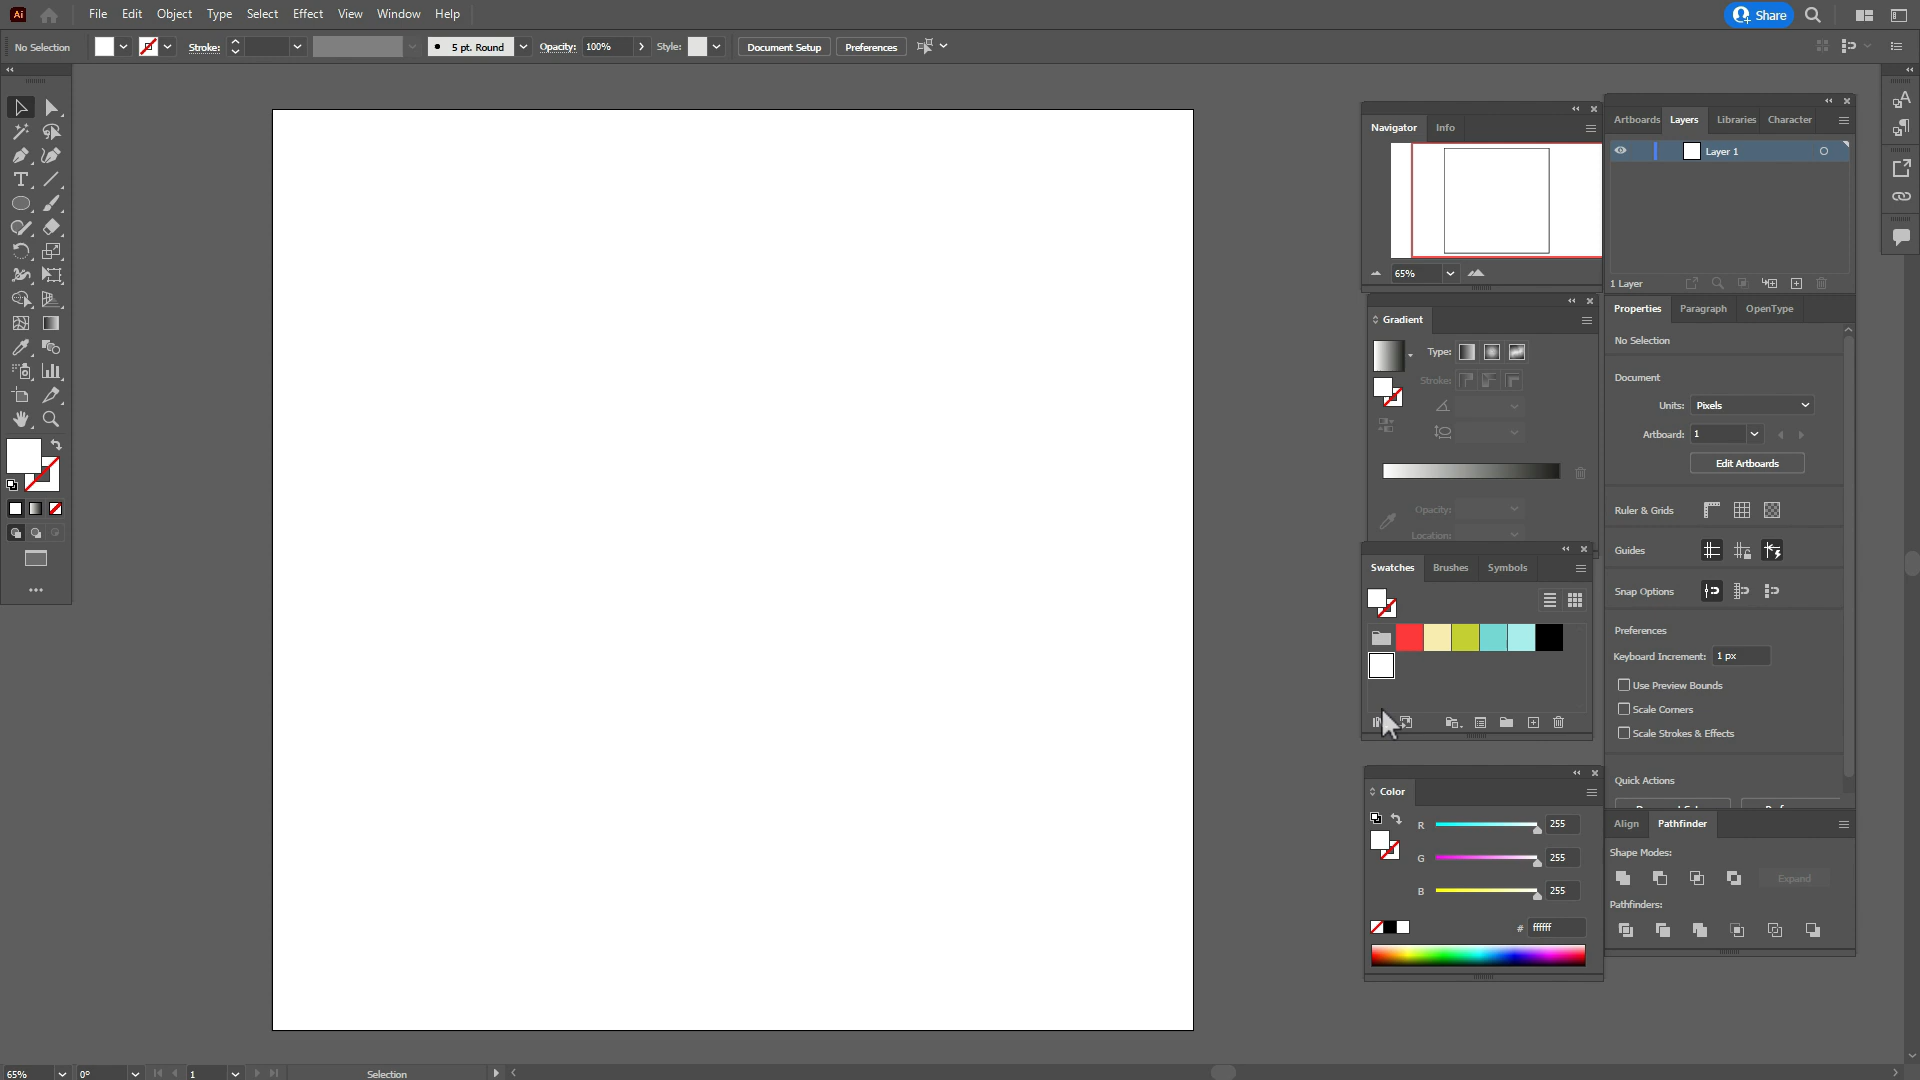 Ai File Edit Object Type Select Effect View Window Help Share
No Selection Stroke: 5 pt. Round Opacity: 100% Style: Document Setup Preferences
Navigator Info
65%
Artboards Layers Libraries Character
Layer 1
1 Layer
Gradient
Type:
Stroke:
Opacity:
Location:
Properties Paragraph OpenType
No Selection
Document
Units: Pixels
Artboard: 1
Edit Artboards
Ruler & Grids
Guides
Snap Options
Preferences
Keyboard Increment: 1 px
Use Preview Bounds
Scale Corners
Scale Strokes & Effects
Quick Actions
Swatches Brushes Symbols
Color
R 255
G 255
B 255
# ffffff
Align Pathfinder
Shape Modes:
Expand
Pathfinders:
65% 0° 1 Selection